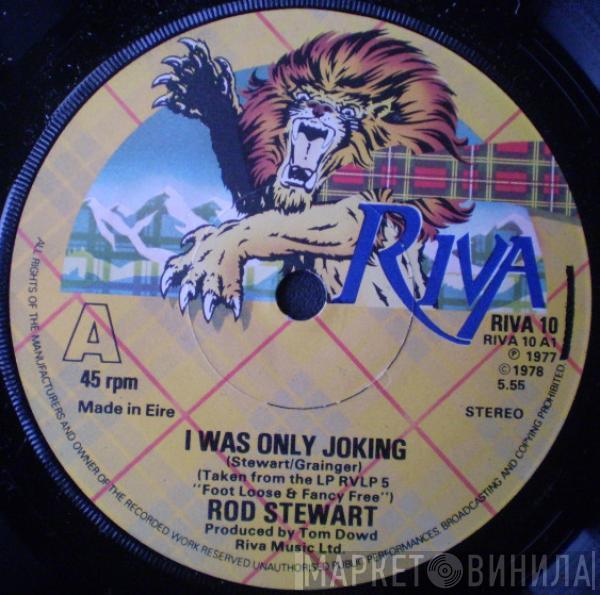 RIVA
RIVA 10
RIVA 10 A1
℗ 1977
© 1978
5.55
A
45 rpm
Made in Eire
STEREO
I WAS ONLY JOKING
(Stewart/Grainger)
(Taken from the LP RVLP 5
"Foot Loose & Fancy Free")
ROD STEWART
Produced by Tom Dowd
Riva Music Ltd.
ALL RIGHTS OF THE MANUFACTURERS AND OWNER OF THE RECORDED WORK RESERVED UNAUTHORISED PUBLIC PERFORMANCES, BROADCASTING AND COPYING PROHIBITED
МАРКЕТ ВИНИЛА